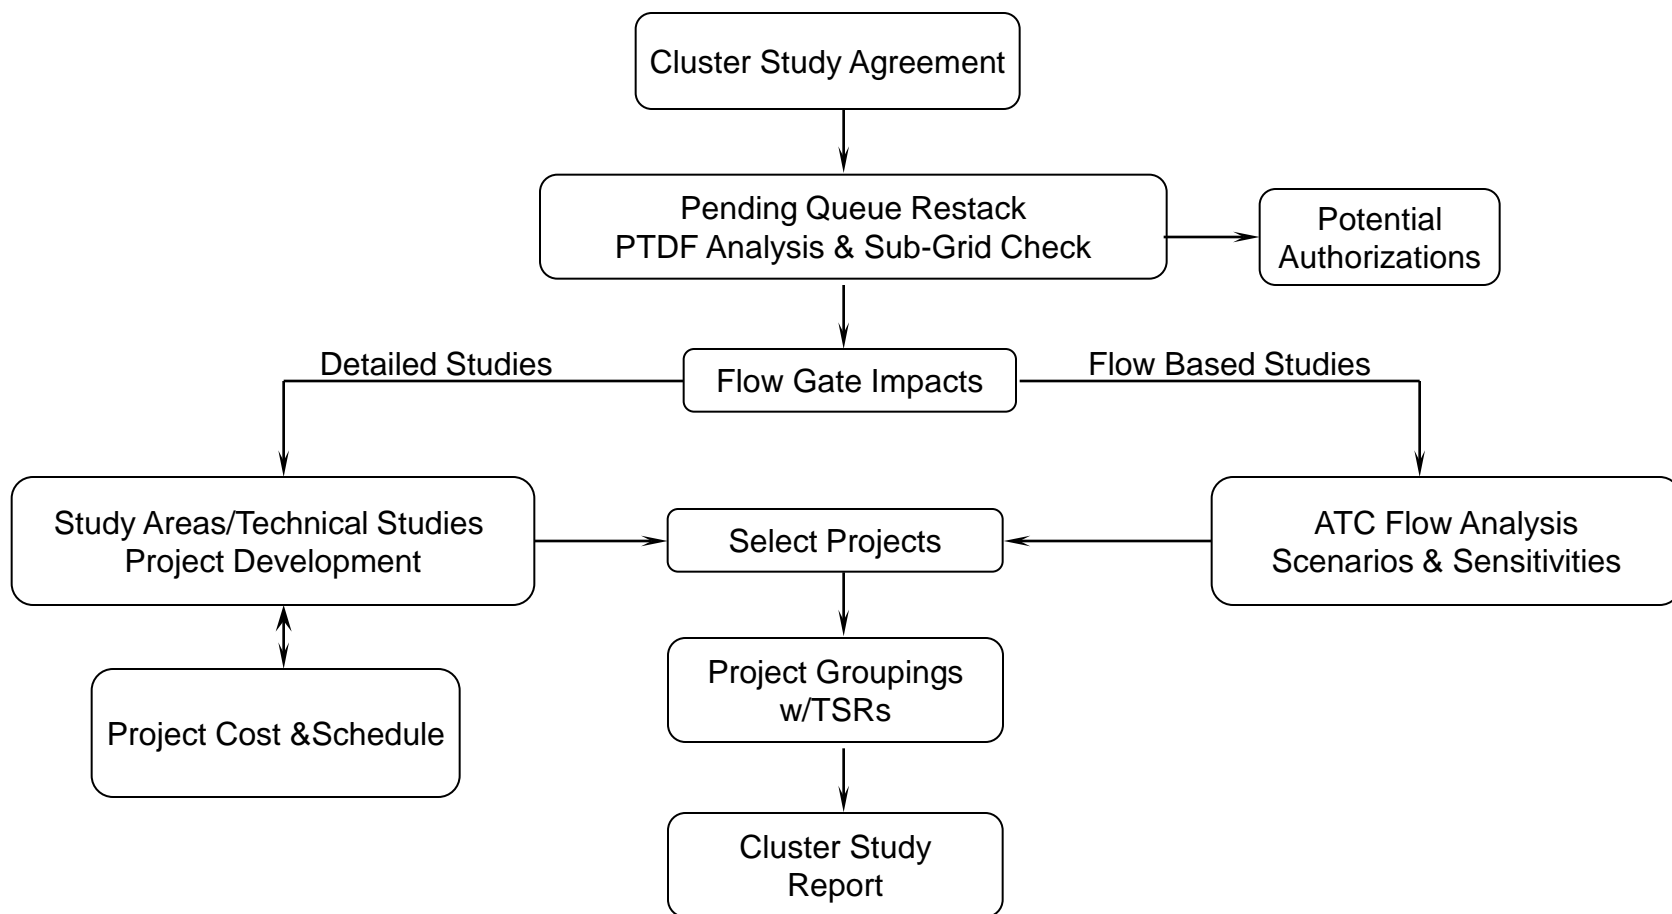 Cluster Study Agreement
Pending Queue Restack
PTDF Analysis & Sub-Grid Check
Potential
Authorizations
Detailed Studies
Flow Gate Impacts
Flow Based Studies
Study Areas/Technical Studies
Project Development
Select Projects
ATC Flow Analysis
Scenarios & Sensitivities
Project Cost &Schedule
Project Groupings
w/TSRs
Cluster Study
Report